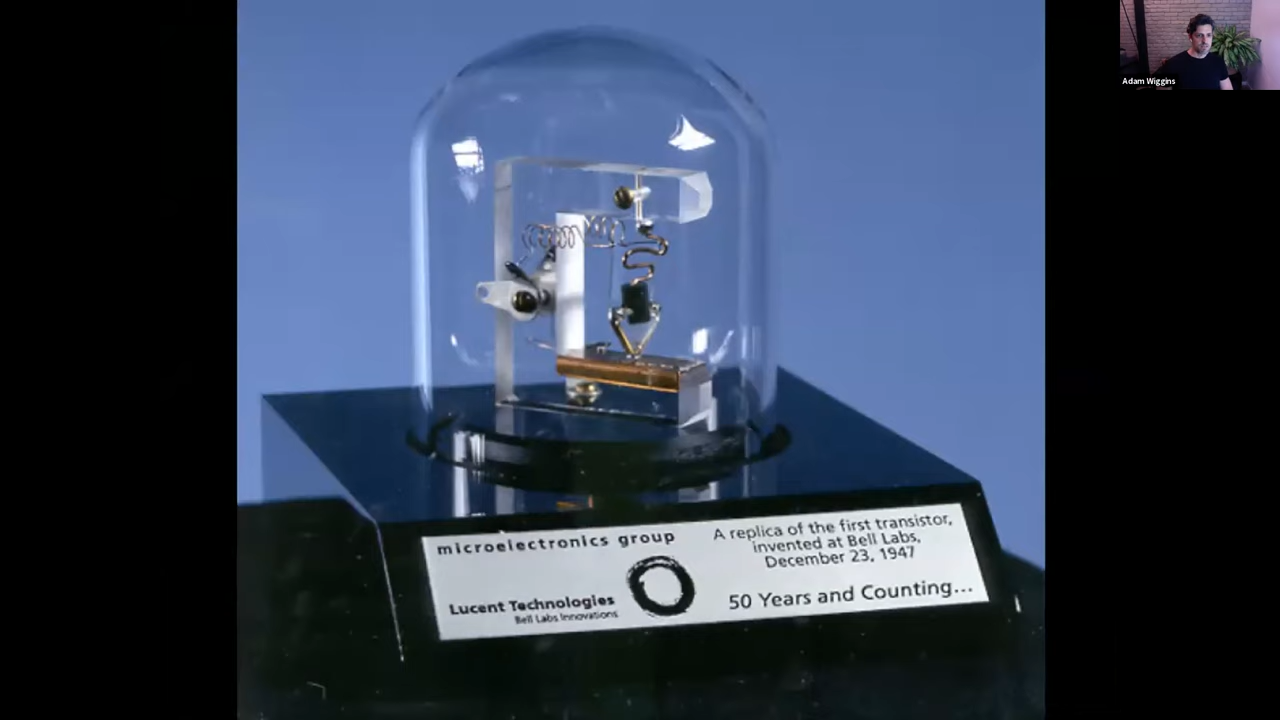 Adam Wiggins
microelectronics group
Lucent Technologies
Bell Labs Innovations
A replica of the first transistor,
invented at Bell Labs,
December 23, 1947
50 Years and Counting...